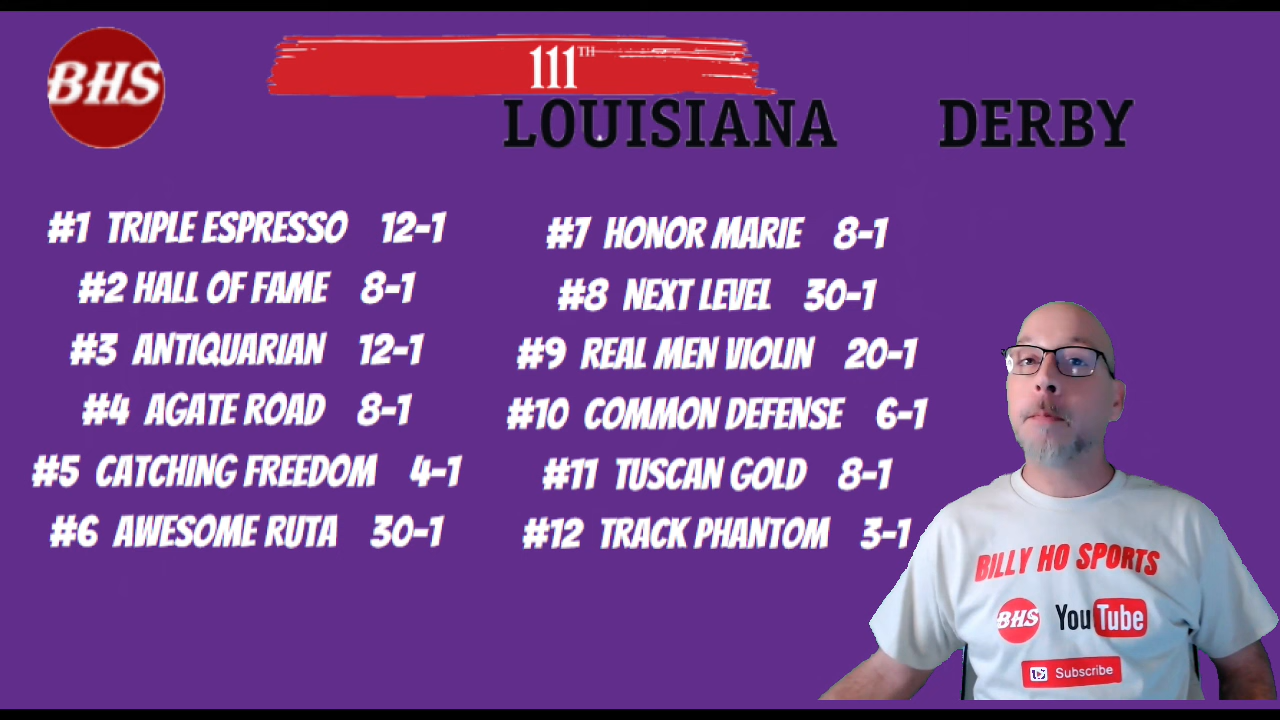 BHS
111TH
LOUISIANA DERBY
#1 TRIPLE ESPRESSO 12-1
#2 HALL OF FAME 8-1
#3 ANTIQUARIAN 12-1
#4 AGATE ROAD 8-1
#5 CATCHING FREEDOM 4-1
#6 AWESOME RUTA 30-1
#7 HONOR MARIE 8-1
#8 NEXT LEVEL 30-1
#9 REAL MEN VIOLIN 20-1
#10 COMMON DEFENSE 6-1
#11 TUSCAN GOLD 8-1
#12 TRACK PHANTOM 3-1
BILLY HO SPORTS
BHS YouTube
Subscribe